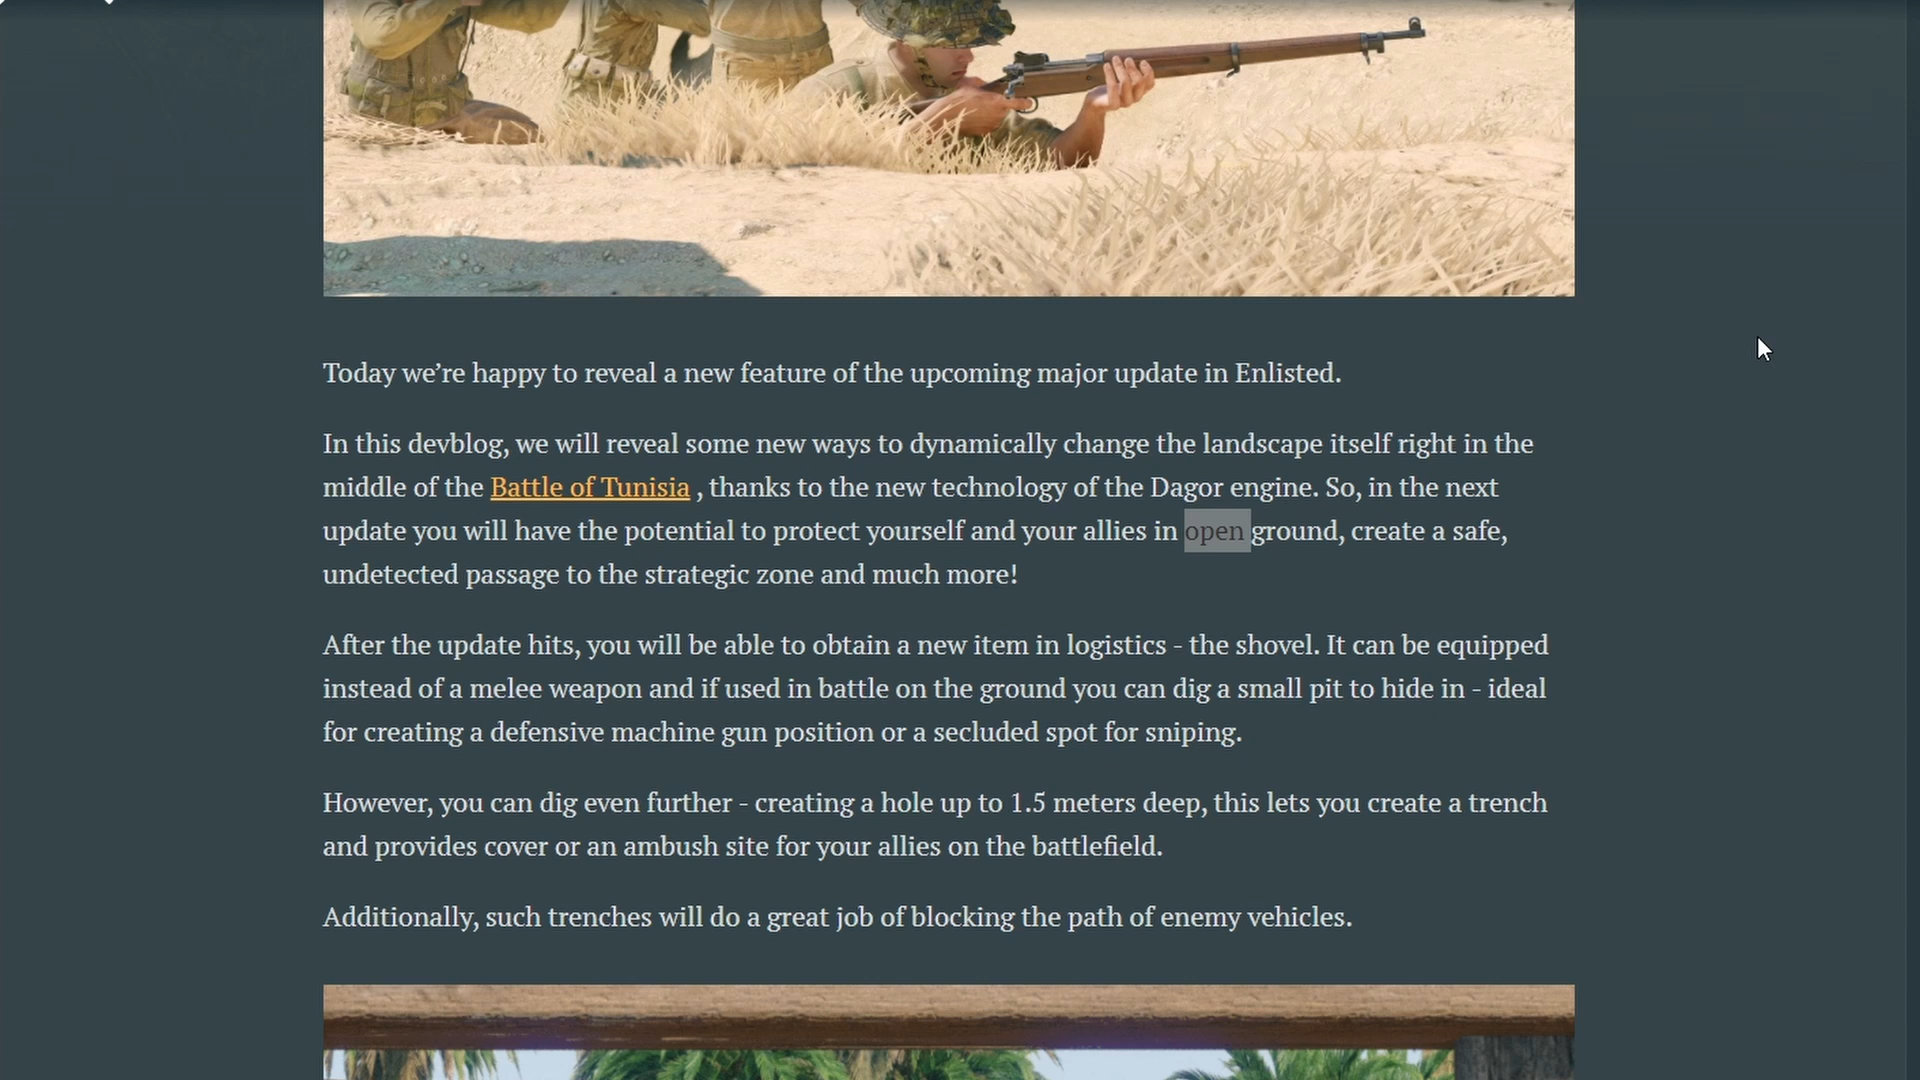 Today we’re happy to reveal a new feature of the upcoming major update in Enlisted.
In this devblog, we will reveal some new ways to dynamically change the landscape itself right in the
middle of the Battle of Tunisia , thanks to the new technology of the Dagor engine. So, in the next
update you will have the potential to protect yourself and your allies in open ground, create a safe,
undetected passage to the strategic zone and much more!
After the update hits, you will be able to obtain a new item in logistics - the shovel. It can be equipped
instead of a melee weapon and if used in battle on the ground you can dig a small pit to hide in - ideal
for creating a defensive machine gun position or a secluded spot for sniping.
However, you can dig even further - creating a hole up to 1.5 meters deep, this lets you create a trench
and provides cover or an ambush site for your allies on the battlefield.
Additionally, such trenches will do a great job of blocking the path of enemy vehicles.